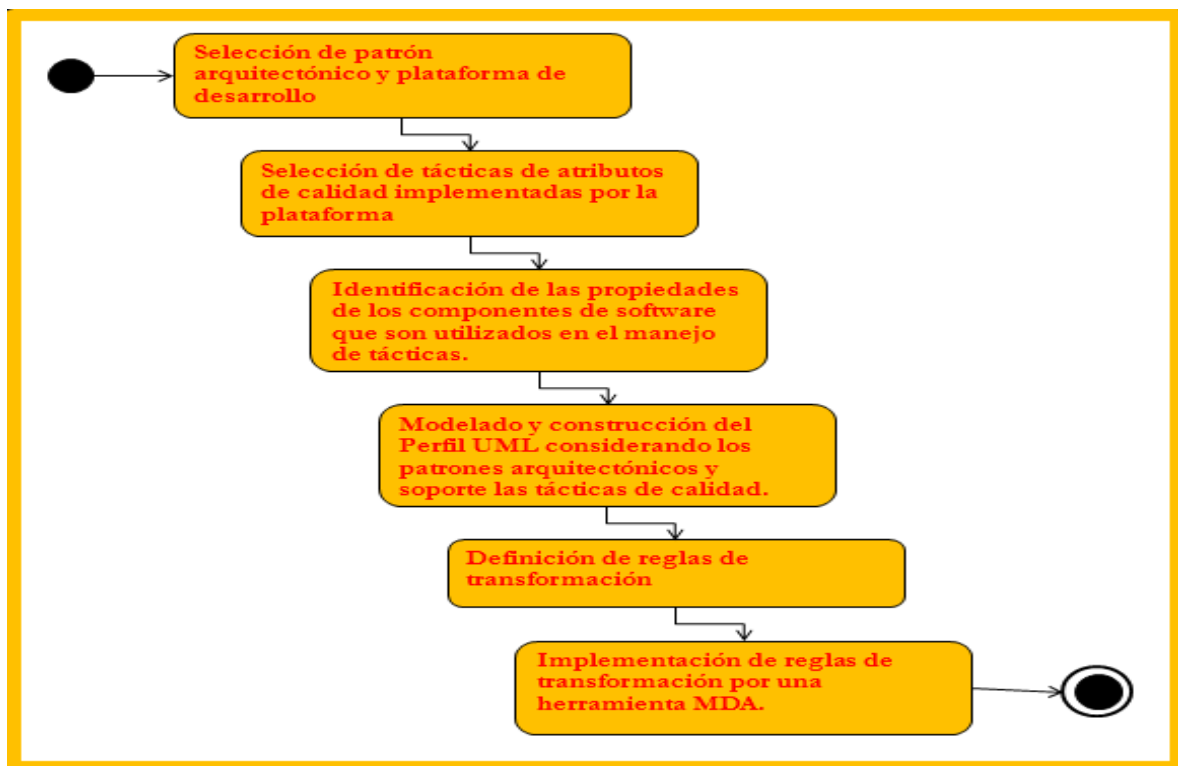 Selección de patrón
arquitectónico y plataforma de
desarrollo
Selección de tácticas de atributos
de calidad implementadas por la
plataforma
Identificación de las propiedades
de los componentes de software
que son utilizados en el manejo
de tácticas.
Modelado y construcción del
Perfil UML considerando los
patrones arquitectónicos y
soporte las tácticas de calidad.
Definición de reglas de
transformación
Implementación de reglas de
transformación por una
herramienta MDA.